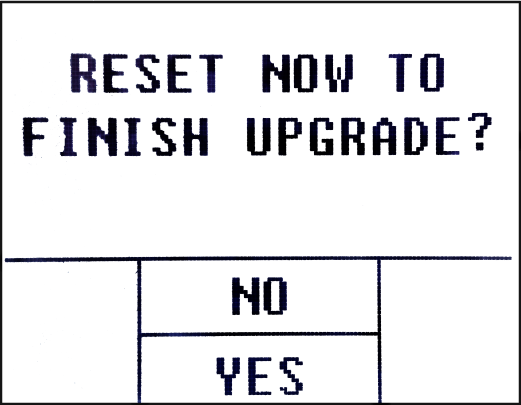 RESET NOW TO
FINISH UPGRADE?
NO
YES